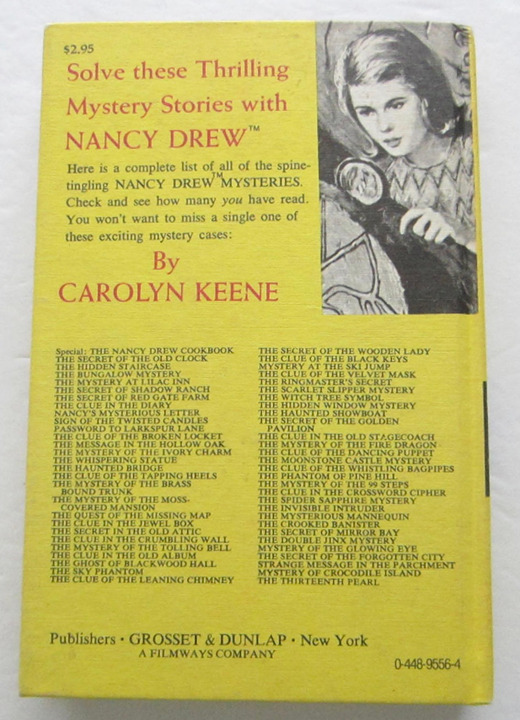 $2.95
Solve these Thrilling
Mystery Stories with
NANCY DREW™
Here is a complete list of all of the spine-
tingling NANCY DREW™ MYSTERIES.
Check and see how many you have read.
You won't want to miss a single one of
these exciting mystery cases:
By
CAROLYN KEENE
Special: THE NANCY DREW COOKBOOK
THE SECRET OF THE OLD CLOCK
THE HIDDEN STAIRCASE
THE BUNGALOW MYSTERY
THE MYSTERY AT LILAC INN
THE SECRET OF SHADOW RANCH
THE SECRET OF RED GATE FARM
THE CLUE IN THE DIARY
NANCY'S MYSTERIOUS LETTER
SIGN OF THE TWISTED CANDLES
PASSWORD TO LARKSPUR LANE
THE CLUE OF THE BROKEN LOCKET
THE MESSAGE IN THE HOLLOW OAK
THE MYSTERY OF THE IVORY CHARM
THE WHISPERING STATUE
THE HAUNTED BRIDGE
THE CLUE OF THE TAPPING HEELS
THE MYSTERY OF THE BRASS
BOUND TRUNK
THE MYSTERY OF THE MOSS-
COVERED MANSION
THE QUEST OF THE MISSING MAP
THE CLUE IN THE JEWEL BOX
THE SECRET IN THE OLD ATTIC
THE CLUE IN THE CRUMBLING WALL
THE MYSTERY OF THE TOLLING BELL
THE CLUE IN THE OLD ALBUM
THE GHOST OF BLACKWOOD HALL
THE SKY PHANTOM
THE CLUE OF THE LEANING CHIMNEY
THE SECRET OF THE WOODEN LADY
THE CLUE OF THE BLACK KEYS
MYSTERY AT THE SKI JUMP
THE CLUE OF THE VELVET MASK
THE RINGMASTER'S SECRET
THE SCARLET SLIPPER MYSTERY
THE WITCH TREE SYMBOL
THE HIDDEN WINDOW MYSTERY
THE HAUNTED SHOWBOAT
THE SECRET OF THE GOLDEN
PAVILION
THE CLUE IN THE OLD STAGECOACH
THE MYSTERY OF THE FIRE DRAGON
THE CLUE OF THE DANCING PUPPET
THE MOONSTONE CASTLE MYSTERY
THE CLUE OF THE WHISTLING BAGPIPES
THE PHANTOM OF PINE HILL
THE MYSTERY OF THE 99 STEPS
THE CLUE IN THE CROSSWORD CIPHER
THE SPIDER SAPPHIRE MYSTERY
THE INVISIBLE INTRUDER
THE MYSTERIOUS MANNEQUIN
THE CROOKED BANISTER
THE SECRET OF MIRROR BAY
THE DOUBLE JINX MYSTERY
MYSTERY OF THE GLOWING EYE
THE SECRET OF THE FORGOTTEN CITY
STRANGE MESSAGE IN THE PARCHMENT
MYSTERY OF CROCODILE ISLAND
THE THIRTEENTH PEARL
Publishers · GROSSET & DUNLAP · New York
A FILMWAYS COMPANY
0-448-9556-4